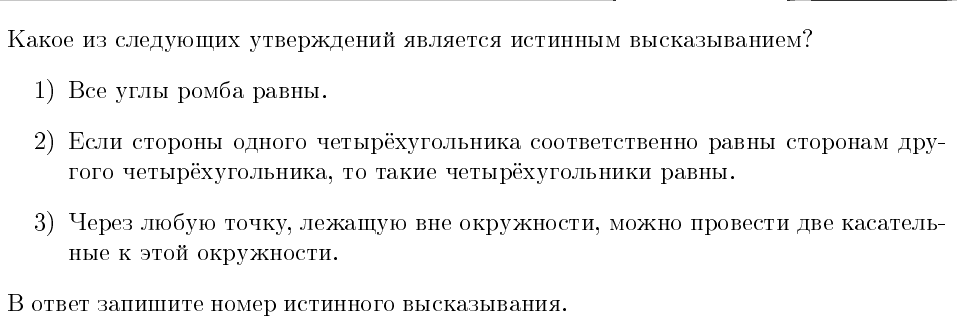 Какое из следующих утверждений является истинным высказыванием?
1) Все углы ромба равны.
2) Если стороны одного четырёхугольника соответственно равны сторонам дру-
гого четырёхугольника, то такие четырёхугольники равны.
3) Через любую точку, лежащую вне окружности, можно провести две касатель-
ные к этой окружности.
В ответ запишите номер истинного высказывания.